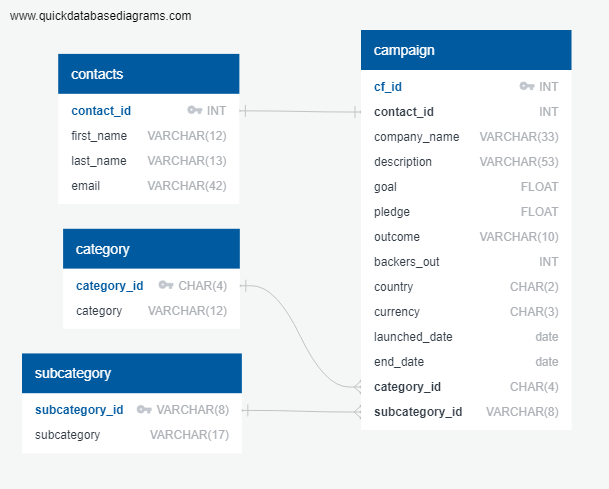 www.quickdatabasediagrams.com
contacts
contact_id INT
first_name VARCHAR(12)
last_name VARCHAR(13)
email VARCHAR(42)
category
category_id CHAR(4)
category VARCHAR(12)
subcategory
subcategory_id VARCHAR(8)
subcategory VARCHAR(17)
campaign
cf_id INT
contact_id INT
company_name VARCHAR(33)
description VARCHAR(53)
goal FLOAT
pledge FLOAT
outcome VARCHAR(10)
backers_out INT
country CHAR(2)
currency CHAR(3)
launched_date date
end_date date
category_id CHAR(4)
subcategory_id VARCHAR(8)